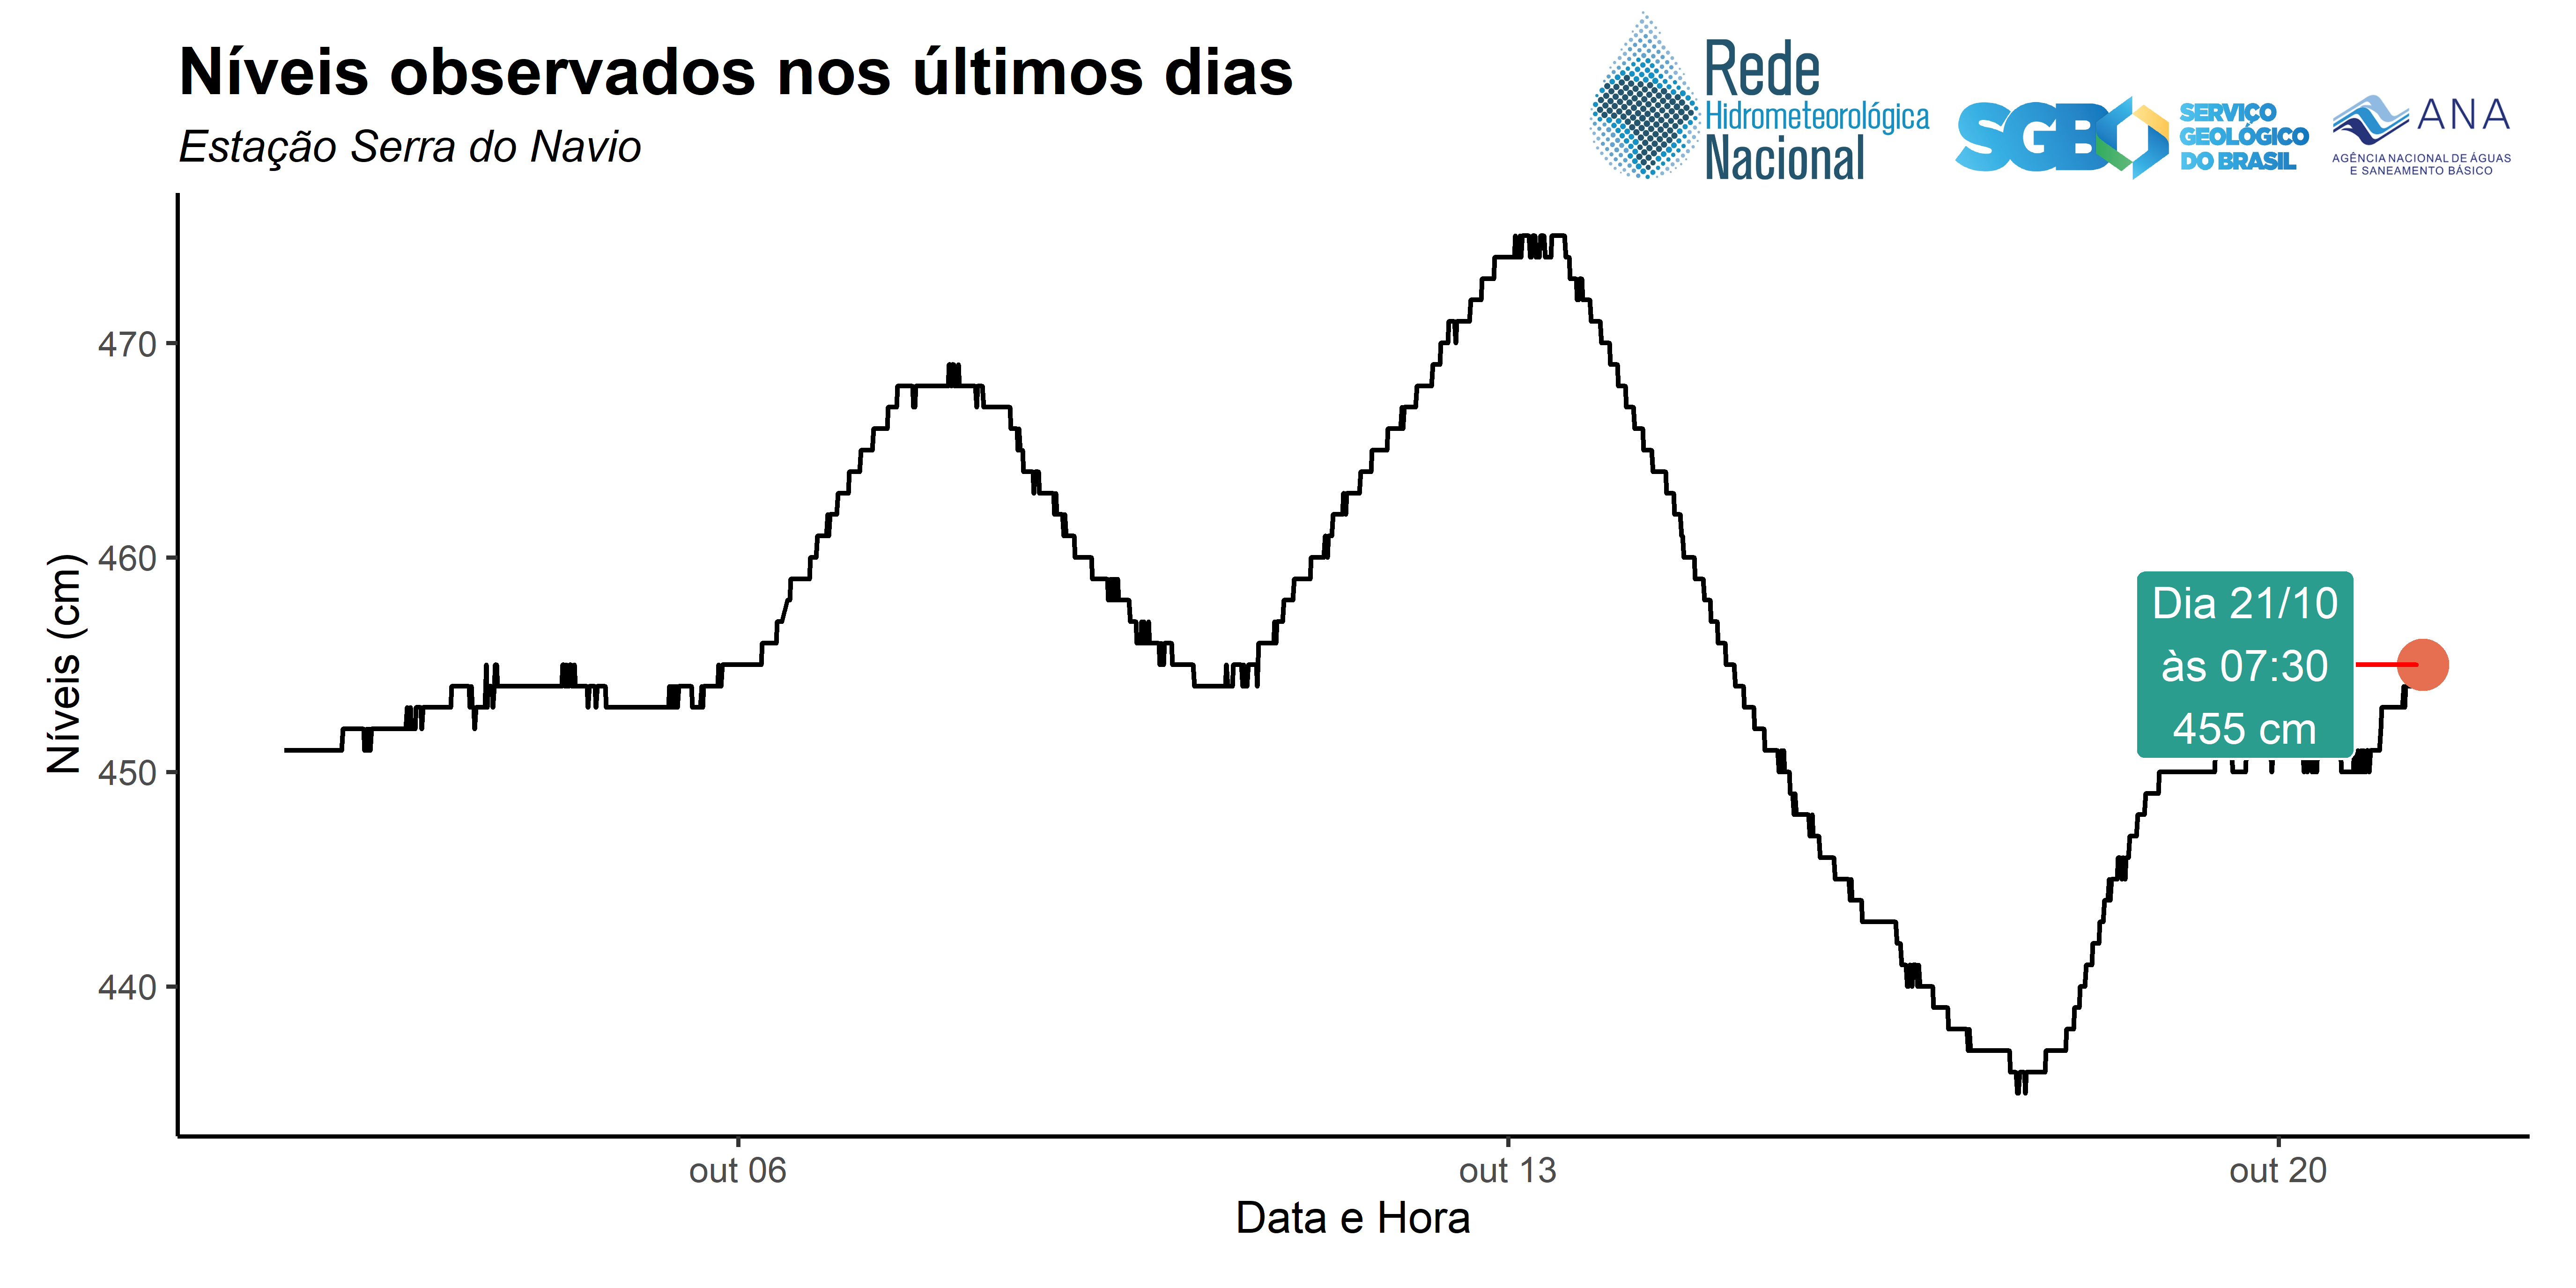 Níveis observados nos últimos dias
Estação Serra do Navio
Rede
Hidrometeorológica
Nacional
SGB
SERVIÇO
GEOLÓGICO
DO BRASIL
ANA
AGÊNCIA NACIONAL DE ÁGUAS
E SANEAMENTO BÁSICO
Níveis (cm)
470
460
450
440
Dia 21/10
às 07:30
455 cm
out 06
out 13
out 20
Data e Hora